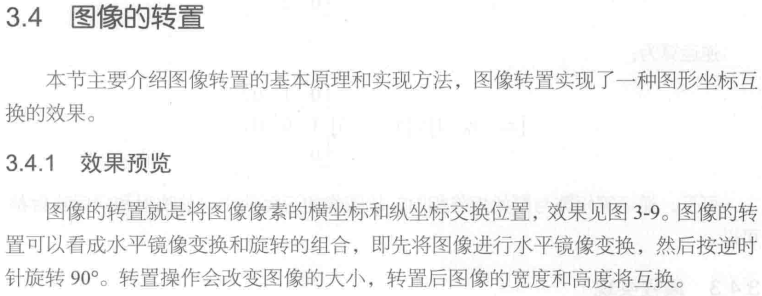 3.4 图像的转置
本节主要介绍图像转置的基本原理和实现方法，图像转置实现了一种图形坐标互
换的效果。
3.4.1 效果预览
图像的转置就是将图像像素的横坐标和纵坐标交换位置，效果见图 3-9。图像的转
置可以看成水平镜像变换和旋转的组合，即先将图像进行水平镜像变换，然后按逆时
针旋转 90°。转置操作会改变图像的大小，转置后图像的宽度和高度将互换。